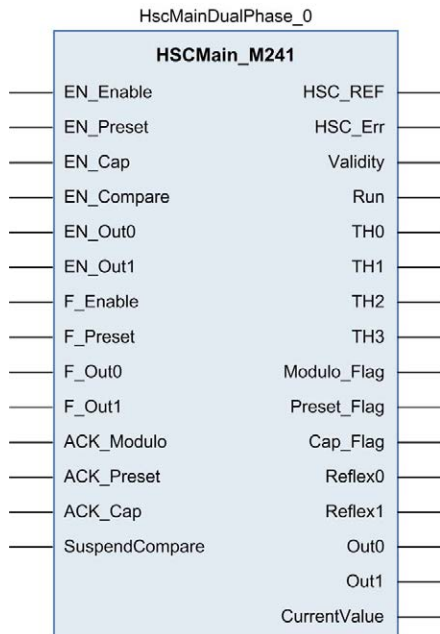 HscMainDualPhase_0
HSCMain_M241
EN_Enable HSC_REF
EN_Preset HSC_Err
EN_Cap Validity
EN_Compare Run
EN_Out0 TH0
EN_Out1 TH1
F_Enable TH2
F_Preset TH3
F_Out0 Modulo_Flag
F_Out1 Preset_Flag
ACK_Modulo Cap_Flag
ACK_Preset Reflex0
ACK_Cap Reflex1
SuspendCompare Out0
Out1
CurrentValue